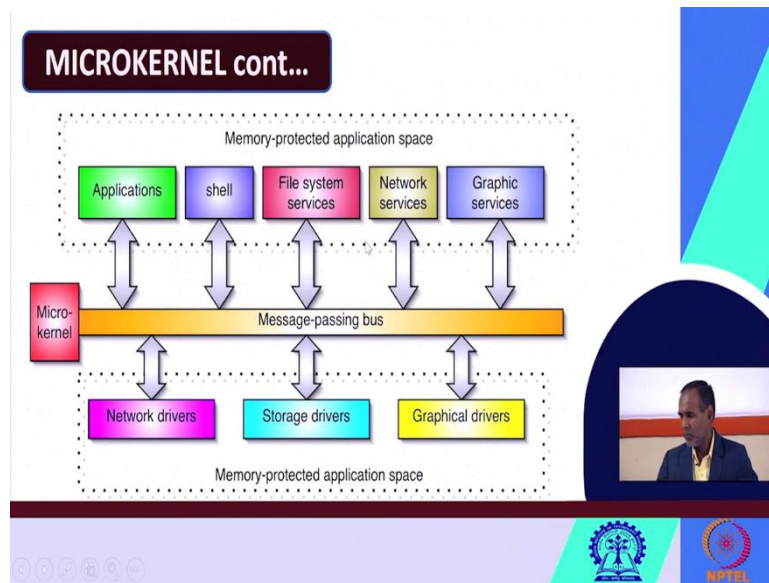 MICROKERNEL cont...
Memory-protected application space
Applications
shell
File system
services
Network
services
Graphic
services
Micro-
kernel
Message-passing bus
Network drivers
Storage drivers
Graphical drivers
Memory-protected application space
NPTEL